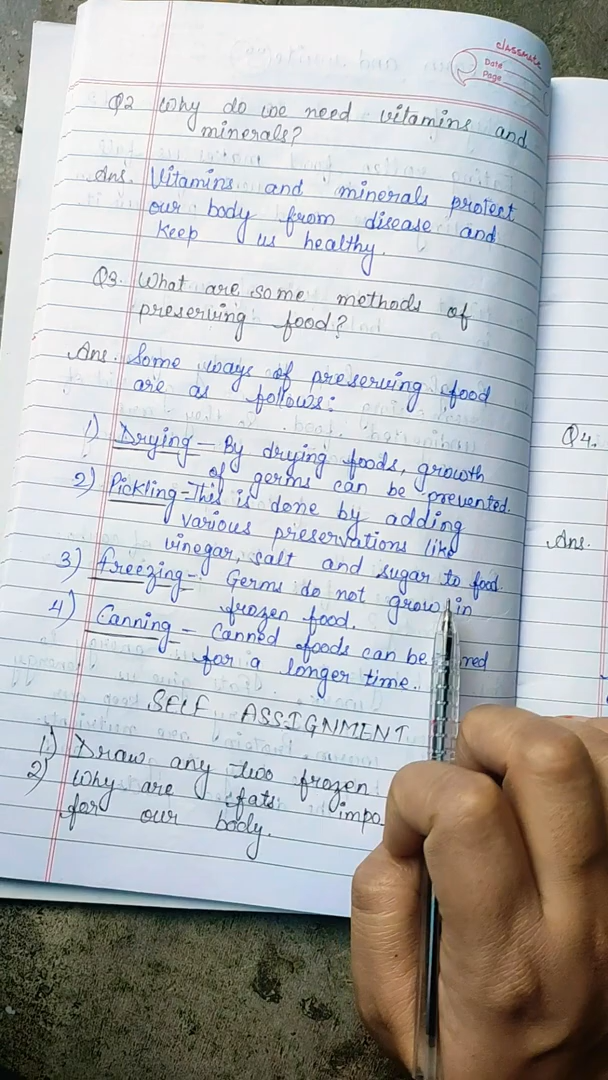 classmate
Date
Page
Q2 Why do we need vitamins and
minerals?
Ans. Vitamins and minerals protect
our body from disease and
keep us healthy.
Q3. What are some methods of
preserving food?
Ans. Some ways of preserving food
are as follows:
1) Drying - By drying foods, growth
of germs can be prevented.
2) Pickling - This is done by adding
various preservations like
vinegar, salt and sugar to food.
3) Freezing -: Germs do not grow in
frozen food.
4) Canning - Canned foods can be
for a longer time.
SELF ASSIGNMENT
1.) Draw any two frozen
2) Why are fats
for our body.
Q4.
Ans.